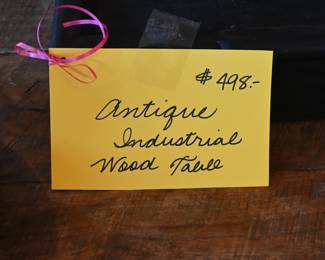 $ 498.-
Antique
Industrial
Wood Table